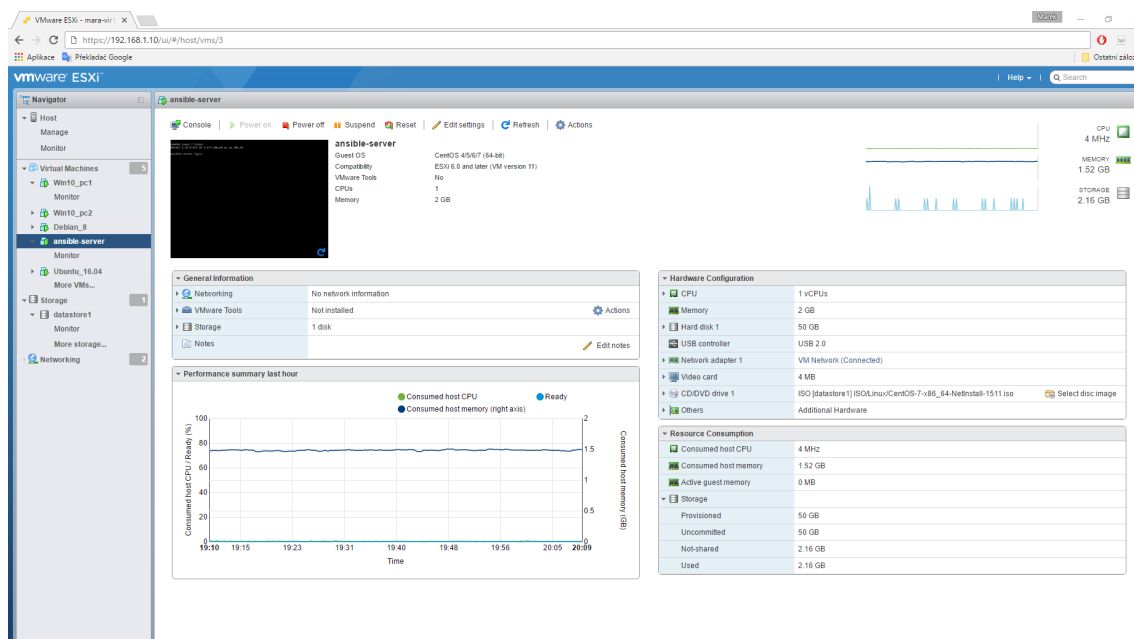 VMware ESXi - mara-vir1
Marek
https://192.168.1.10/ui/#/host/vms/3
Aplikace Překladač Google
Ostatní zálož
vmware ESXi™
Help Search
Navigator
ansible-server
Host
Manage
Monitor
Virtual Machines 5
Win10_pc1
Monitor
Win10_pc2
Debian_8
ansible-server
Monitor
Ubuntu_16.04
More VMs...
Storage 1
datastore1
Monitor
More storage...
Networking 2
Console Power on Power off Suspend Reset Edit settings Refresh Actions
ansible-server
Guest OS CentOS 4/5/6/7 (64-bit)
Compatibility ESXi 6.0 and later (VM version 11)
VMware Tools No
CPUs 1
Memory 2 GB
CPU
4 MHz
MEMORY
1.52 GB
STORAGE
2.16 GB
General Information
Networking No network information
VMware Tools Not installed Actions
Storage 1 disk
Notes Edit notes
Performance summary last hour
Consumed host CPU Ready
Consumed host memory (right axis)
Consumed host CPU / Ready (%)
100
80
60
40
20
0
2
1.5
1
0.5
0
Consumed host memory (GB)
19:10 19:15 19:23 19:31 19:40 19:48 19:56 20:05 20:09
Time
Hardware Configuration
CPU 1 vCPUs
Memory 2 GB
Hard disk 1 50 GB
USB controller USB 2.0
Network adapter 1 VM Network (Connected)
Video card 4 MB
CD/DVD drive 1 ISO [datastore1] ISO/Linux/CentOS-7-x86_64-NetInstall-1511.iso Select disc image
Others Additional Hardware
Resource Consumption
Consumed host CPU 4 MHz
Consumed host memory 1.52 GB
Active guest memory 0 MB
Storage
Provisioned 50 GB
Uncommitted 50 GB
Not-shared 2.16 GB
Used 2.16 GB